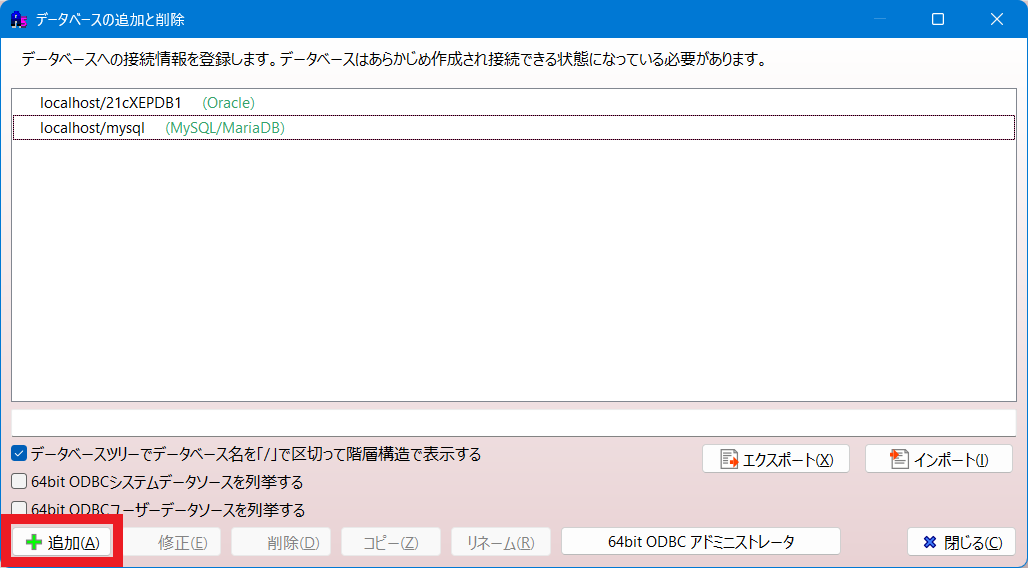 データベースの追加と削除
データベースへの接続情報を登録します。データベースはあらかじめ作成され接続できる状態になっている必要があります。
localhost/21cXEPDB1 (Oracle)
localhost/mysql (MySQL/MariaDB)
データベースツリーでデータベース名を「/」で区切って階層構造で表示する
エクスポート(X) インポート(I)
64bit ODBCシステムデータソースを列挙する
64bit ODBCユーザーデータソースを列挙する
追加(A) 修正(E) 削除(D) コピー(Z) リネーム(R) 64bit ODBC アドミニストレータ 閉じる(C)